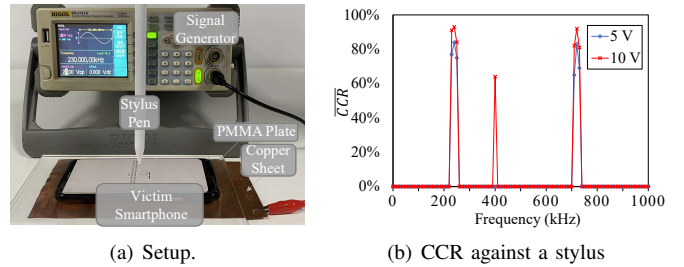 RIGOL
Signal
Generator
230,000,00kHz
Stylus
Pen
PMMA Plate
Copper
Sheet
Victim
Smartphone
(a) Setup.
100%
80%
60%
40%
20%
0%
CCR
5 V
10 V
0 200 400 600 800 1000
Frequency (kHz)
(b) CCR against a stylus